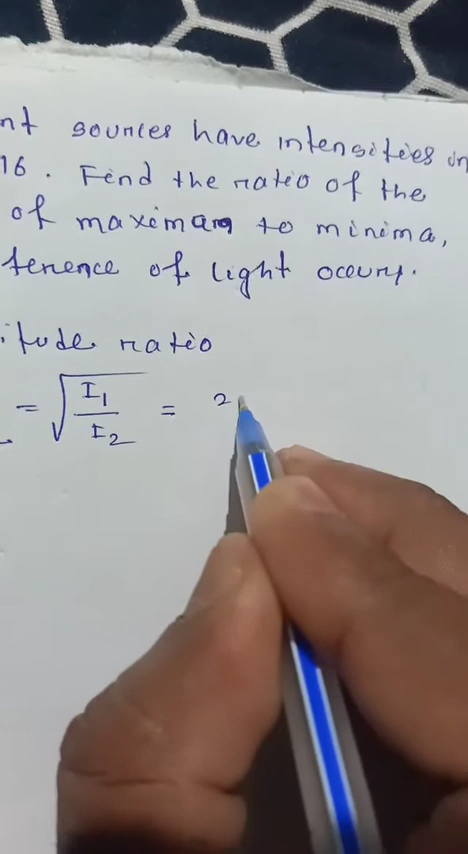 nt sources have intensities in
16. Find the ratio of the
of maximam to minima,
ference of light occurs.
itude ratio
= √(I₁/I₂) = 2